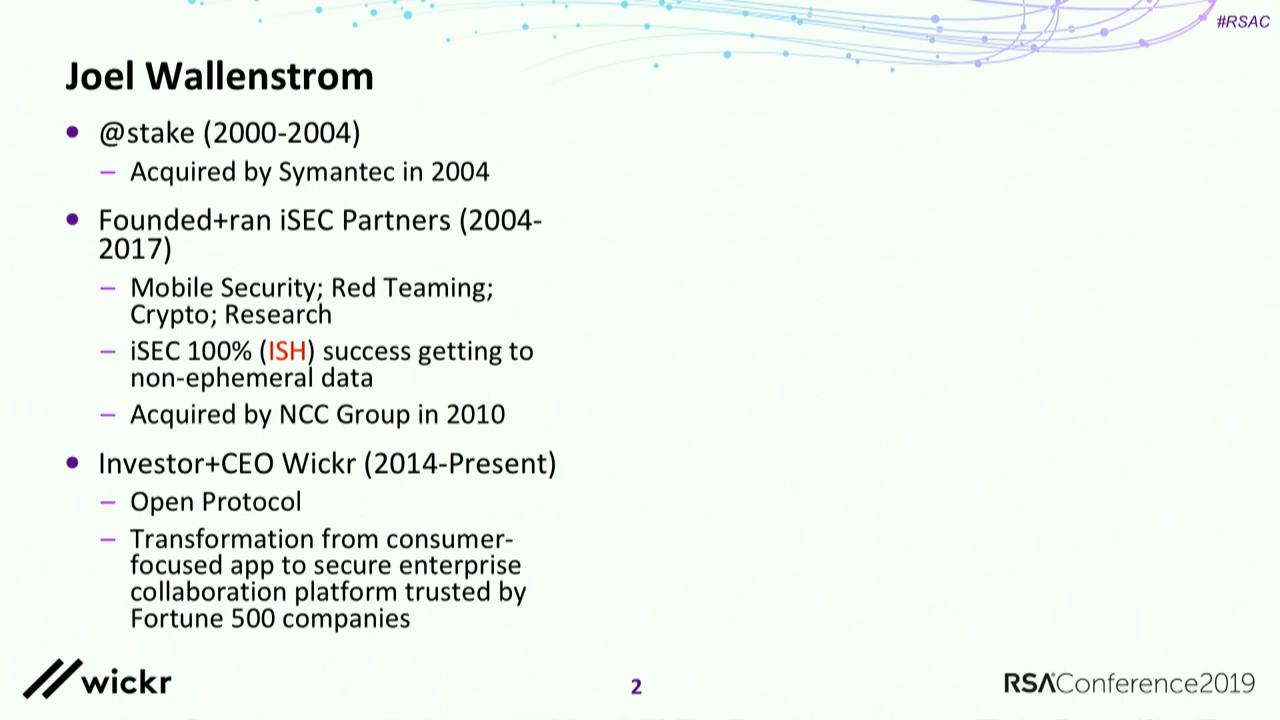 #RSAC
Joel Wallenstrom
• @stake (2000-2004)
– Acquired by Symantec in 2004
• Founded+ran iSEC Partners (2004-
2017)
– Mobile Security; Red Teaming;
Crypto; Research
– iSEC 100% (ISH) success getting to
non-ephemeral data
– Acquired by NCC Group in 2010
• Investor+CEO Wickr (2014-Present)
– Open Protocol
– Transformation from consumer-
focused app to secure enterprise
collaboration platform trusted by
Fortune 500 companies
wickr
2
RSAConference2019